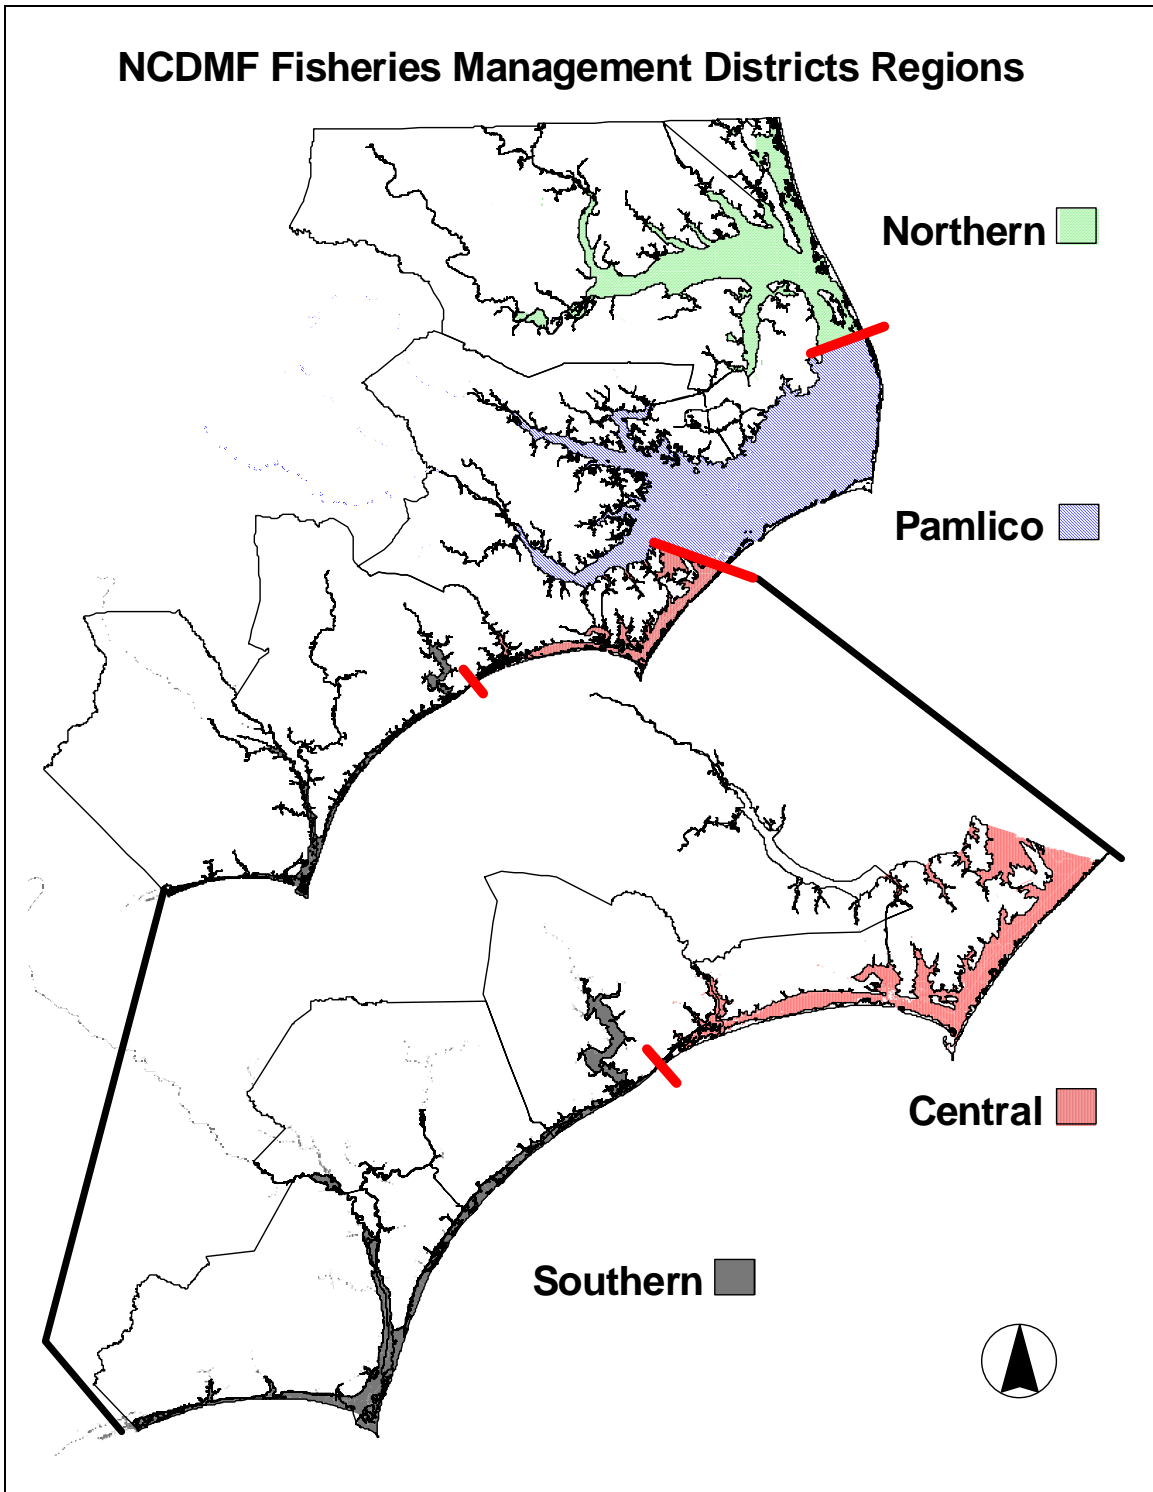 NCDMF Fisheries Management Districts Regions
Northern
Pamlico
Central
Southern